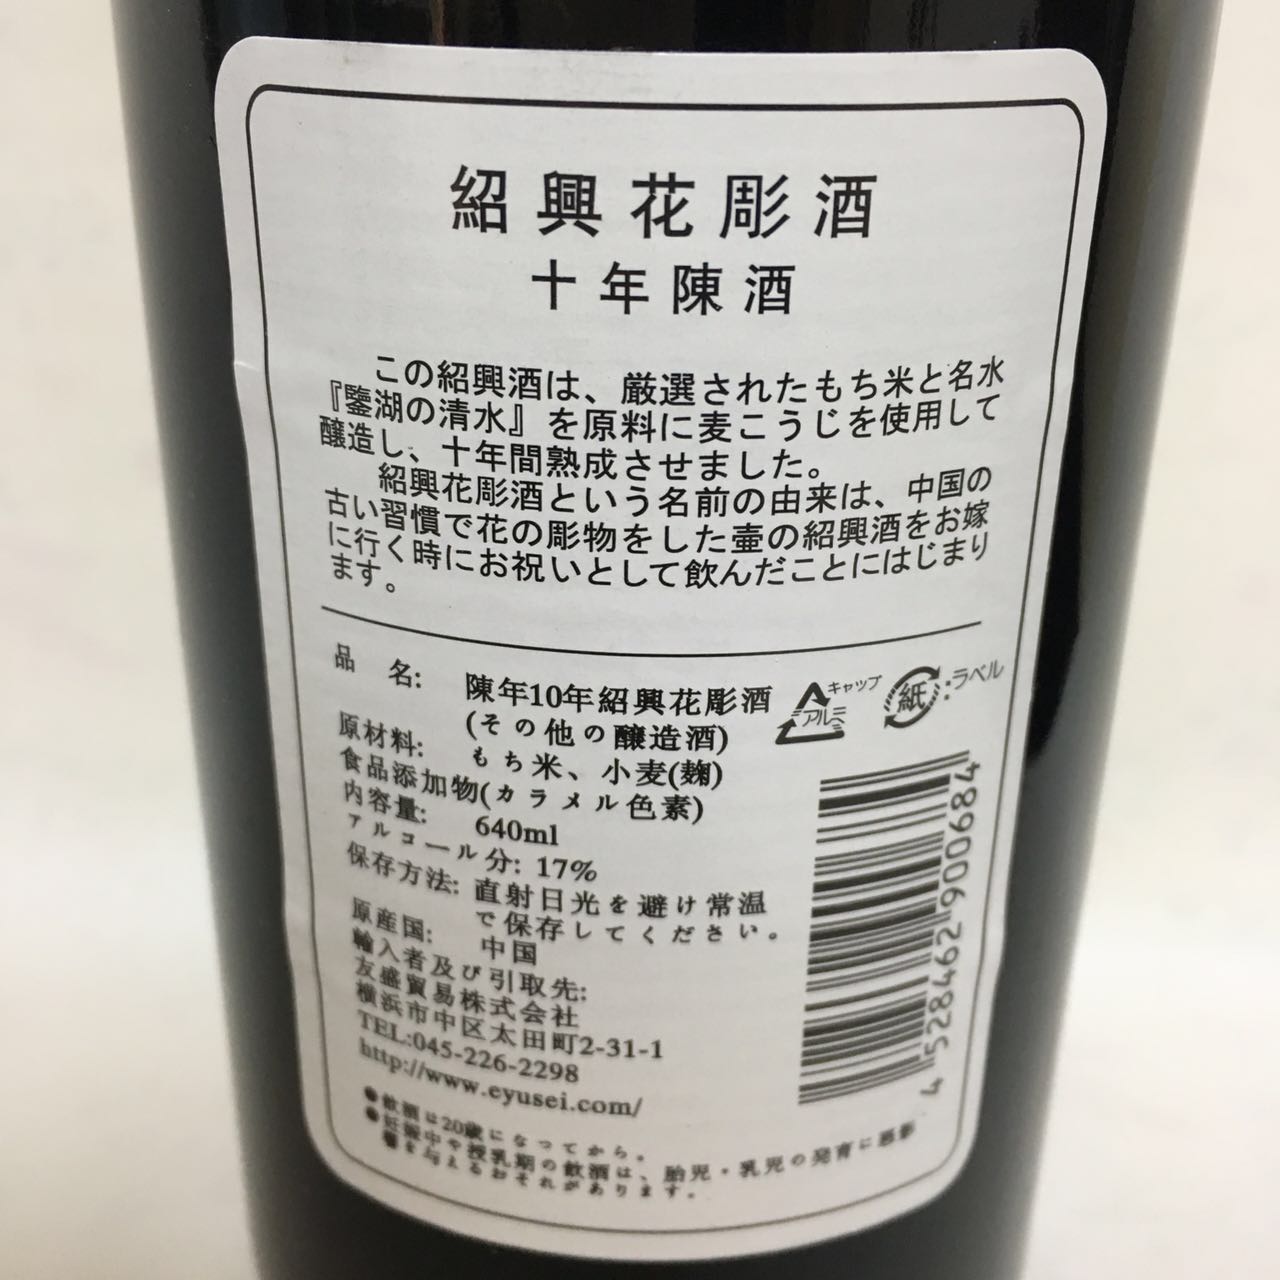 紹興花彫酒
十年陳酒
この紹興酒は、厳選されたもち米と名水
『鑒湖の清水』を原料に麦こうじを使用して
醸造し、十年間熟成させました。
紹興花彫酒という名前の由来は、中国の
古い習慣で花の彫物をした壷の紹興酒をお嫁
に行く時にお祝いとして飲んだことにはじまり
ます。
品 名: 陳年10年紹興花彫酒
(その他の醸造酒)
原材料: もち米、小麦(麹)
食品添加物(カラメル色素)
内容量: 640ml
アルコール分: 17%
保存方法: 直射日光を避け常温
で保存してください。
原産国: 中国
輸入者及び引取先:
友盛貿易株式会社
横浜市中区太田町2-31-1
TEL:045-226-2298
http://www.eyusei.com/
●飲酒は20歳になってから。
●妊娠中や授乳期の飲酒は、胎児・乳児の発育に悪影
響を与えるおそれがあります。
キャップ
アルミ
紙:ラベル
4528462900684